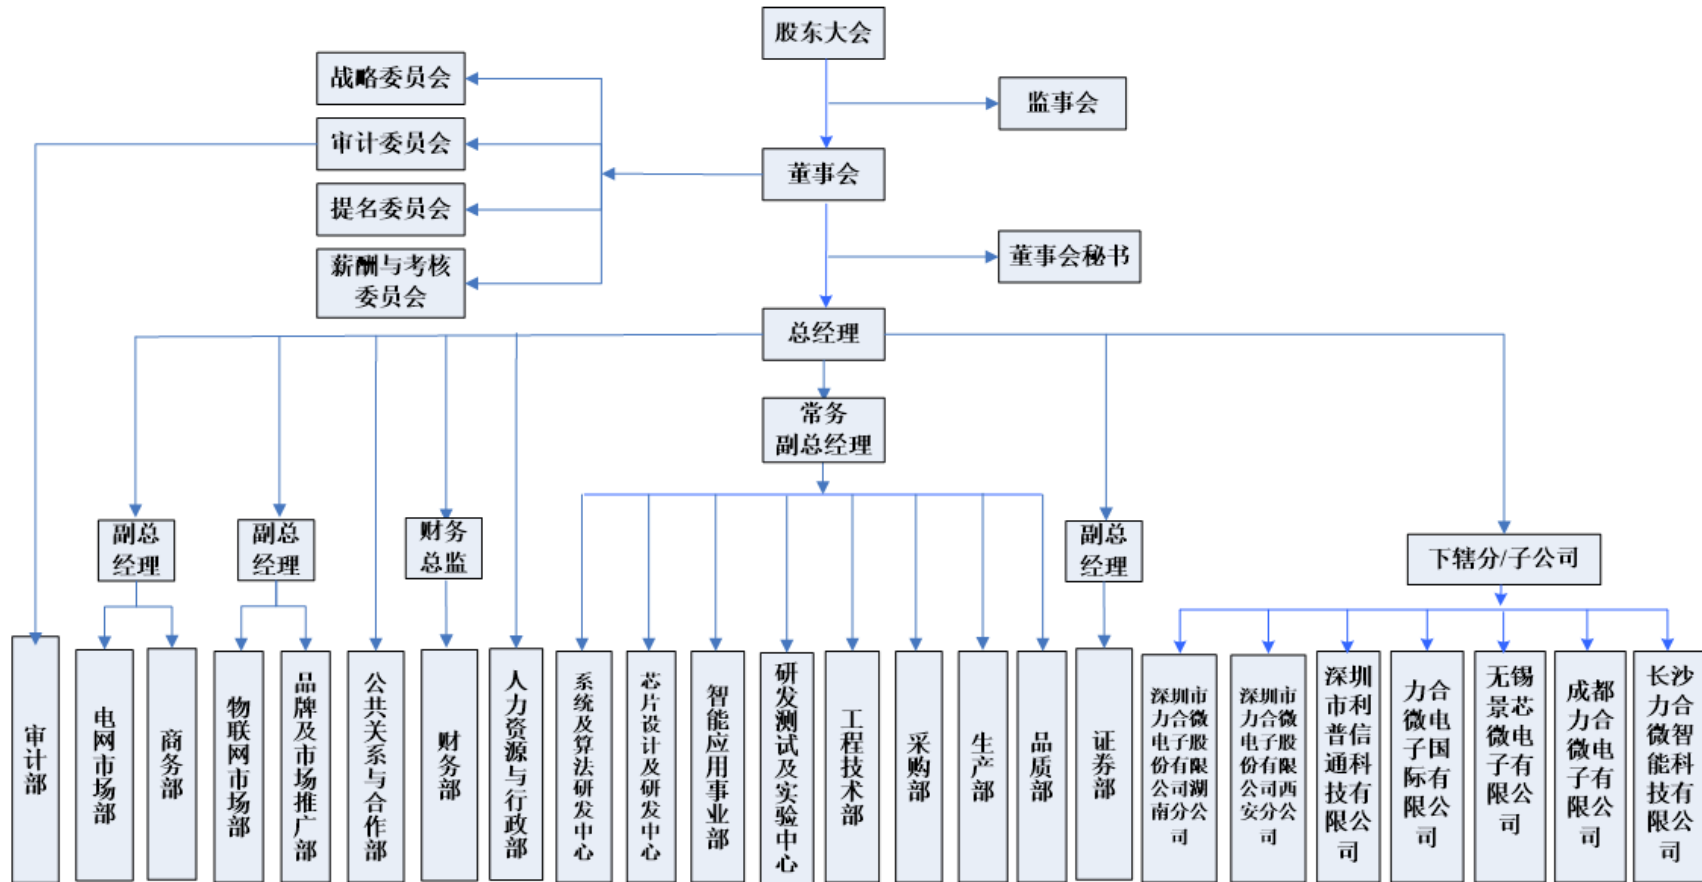 股东大会
战略委员会
监事会
审计委员会
董事会
提名委员会
董事会秘书
薪酬与考核
委员会
总经理
常务
副总经理
副总
经理
副总
经理
财务
总监
副总
经理
下辖分/子公司
审计部
电网市场部
商务部
物联网市场部
品牌及市场推广部
公共关系与合作部
财务部
人力资源与行政部
系统及算法研发中心
芯片设计及研发中心
智能应用事业部
研发测试及实验中心
工程技术部
采购部
生产部
品质部
证券部
深圳市
力合微
电子股
份有限
公司湖
南分公
司
深圳市
力合微
电子股
份有限
公司西
安分公
司
深圳
市利
普信
通科
技有
限公
司
力合
微电
子国
际有
限公
司
无锡
景芯
微电
子有
限公
司
成都
力合
微电
子有
限公
司
长沙
力合
微智
能科
技有
限公
司